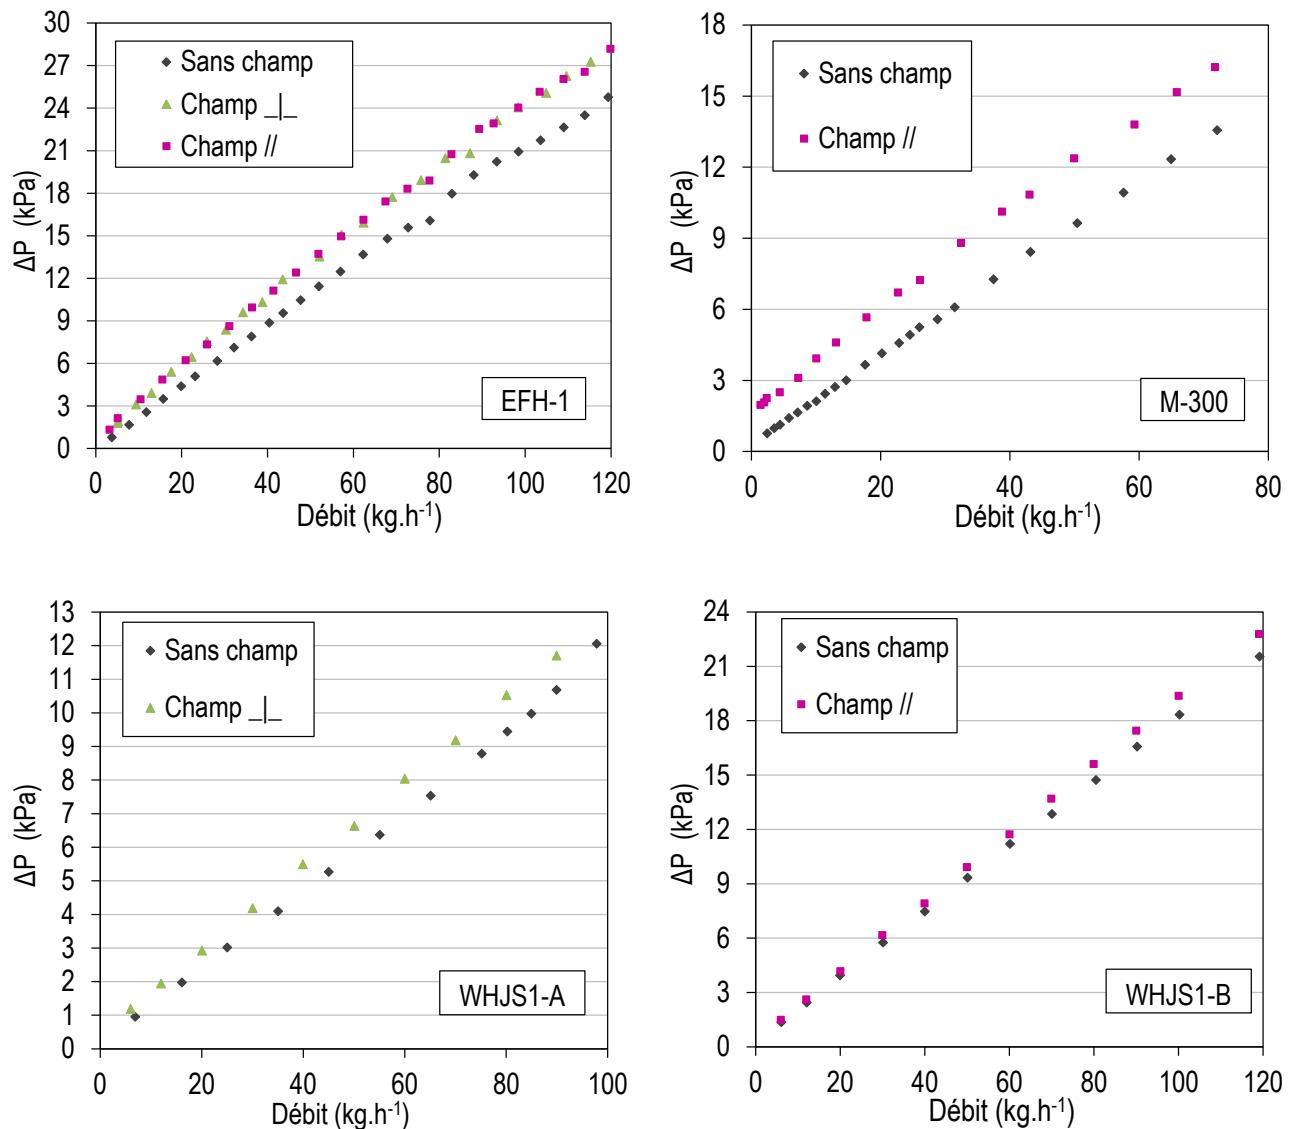 30
27
24
21
18
15
12
9
6
3
0
ΔP (kPa)
Sans champ
Champ _|_
Champ //
EFH-1
0 20 40 60 80 100 120
Débit (kg.h⁻¹)
18
15
12
9
6
3
0
ΔP (kPa)
Sans champ
Champ //
M-300
0 20 40 60 80
Débit (kg.h⁻¹)
13
12
11
10
9
8
7
6
5
4
3
2
1
0
ΔP (kPa)
Sans champ
Champ _|_
WHJS1-A
0 20 40 60 80 100
Débit (kg.h⁻¹)
24
21
18
15
12
9
6
3
0
ΔP (kPa)
Sans champ
Champ //
WHJS1-B
0 20 40 60 80 100 120
Débit (kg.h⁻¹)